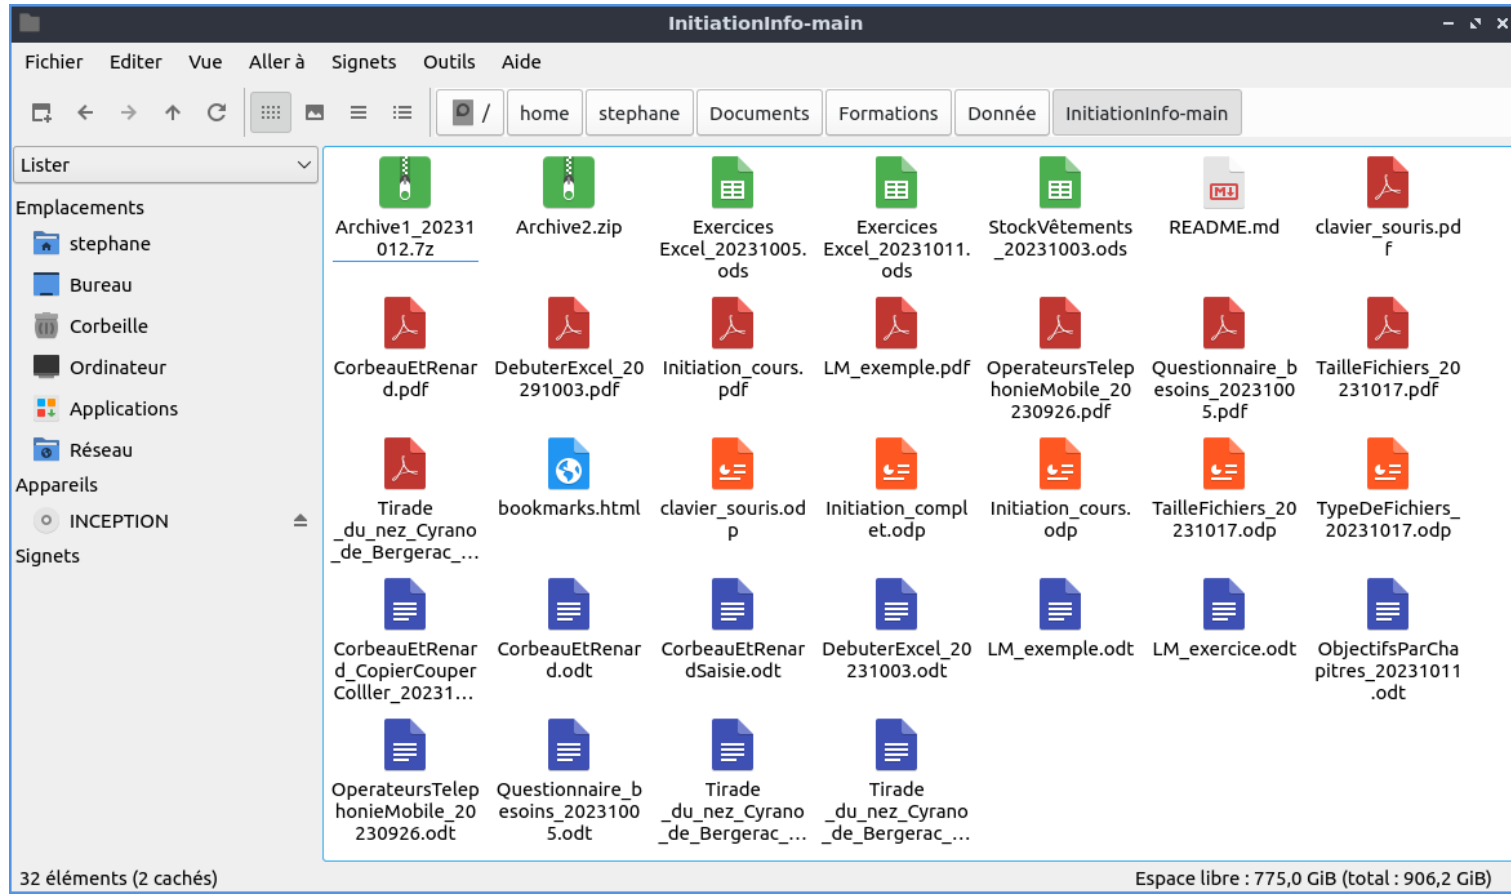 InitiationInfo-main
Fichier Editer Vue Aller à Signets Outils Aide
/ home stephane Documents Formations Donnée InitiationInfo-main
Lister
Emplacements
stephane
Bureau
Corbeille
Ordinateur
Applications
Réseau
Appareils
INCEPTION
Signets
Archive1_20231
012.7z
Archive2.zip
Exercices
Excel_20231005.
ods
Exercices
Excel_20231011.
ods
StockVêtements
_20231003.ods
README.md
clavier_souris.pd
f
CorbeauEtRenar
d.pdf
DebuterExcel_20
291003.pdf
Initiation_cours.
pdf
LM_exemple.pdf
OperateursTelep
honieMobile_20
230926.pdf
Questionnaire_b
esoins_2023100
5.pdf
TailleFichiers_20
231017.pdf
Tirade
_du_nez_Cyrano
_de_Bergerac_...
bookmarks.html
clavier_souris.od
p
Initiation_compl
et.odp
Initiation_cours.
odp
TailleFichiers_20
231017.odp
TypeDeFichiers_
20231017.odp
CorbeauEtRenar
d_CopierCouper
Colller_20231...
CorbeauEtRenar
d.odt
CorbeauEtRenar
dSaisie.odt
DebuterExcel_20
231003.odt
LM_exemple.odt
LM_exercice.odt
ObjectifsParCha
pitres_20231011
.odt
OperateursTelep
honieMobile_20
230926.odt
Questionnaire_b
esoins_2023100
5.odt
Tirade
_du_nez_Cyrano
_de_Bergerac_...
Tirade
_du_nez_Cyrano
_de_Bergerac_...
32 éléments (2 cachés)
Espace libre : 775,0 GiB (total : 906,2 GiB)